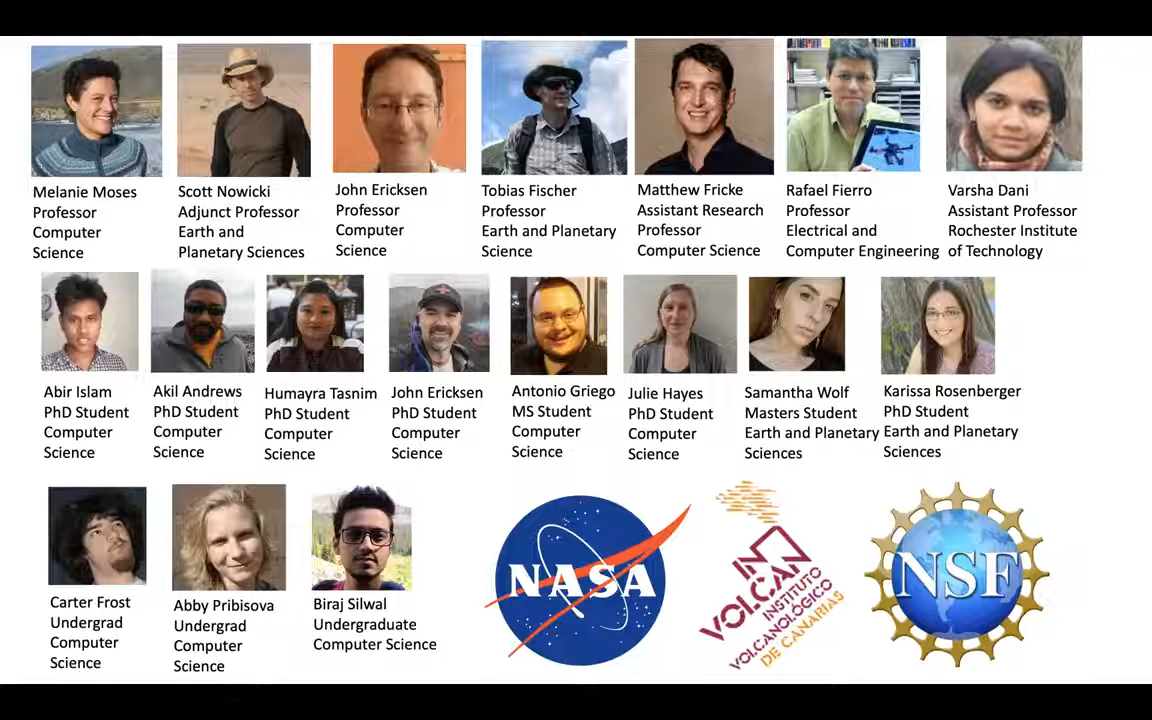 Melanie Moses
Professor
Computer
Science
Scott Nowicki
Adjunct Professor
Earth and
Planetary Sciences
John Ericksen
Professor
Computer
Science
Tobias Fischer
Professor
Earth and Planetary
Science
Matthew Fricke
Assistant Research
Professor
Computer Science
Rafael Fierro
Professor
Electrical and
Computer Engineering
Varsha Dani
Assistant Professor
Rochester Institute
of Technology
Abir Islam
PhD Student
Computer
Science
Akil Andrews
PhD Student
Computer
Science
Humayra Tasnim
PhD Student
Computer
Science
John Ericksen
PhD Student
Computer
Science
Antonio Griego
MS Student
Computer
Science
Julie Hayes
PhD Student
Computer
Science
Samantha Wolf
Masters Student
Earth and Planetary
Sciences
Karissa Rosenberger
PhD Student
Earth and Planetary
Sciences
Carter Frost
Undergrad
Computer
Science
Abby Pribisova
Undergrad
Computer
Science
Biraj Silwal
Undergraduate
Computer Science
NASA
IN
VOLCAN
INSTITUTO
VOLCANOLÓGICO
DE CANARIAS
NSF